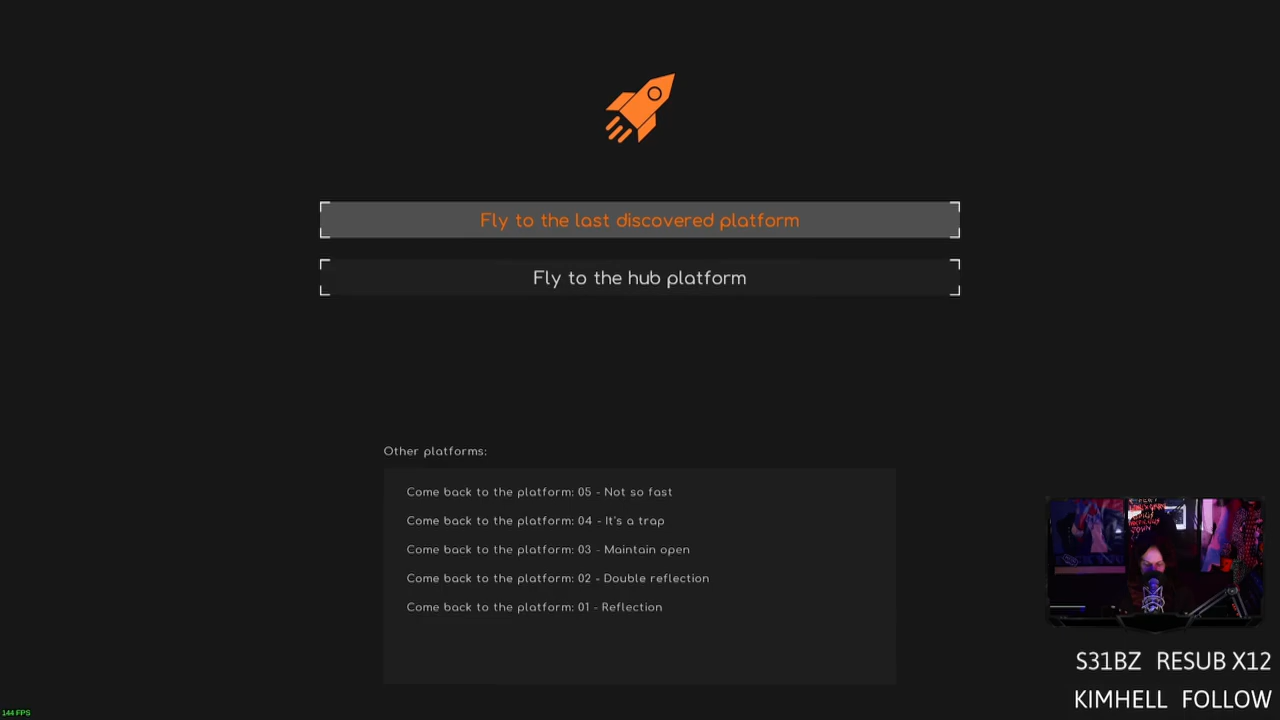 Fly to the last discovered platform
Fly to the hub platform
Other platforms:
Come back to the platform: 05 - Not so fast
Come back to the platform: 04 - It's a trap
Come back to the platform: 03 - Maintain open
Come back to the platform: 02 - Double reflection
Come back to the platform: 01 - Reflection
S31BZ RESUB X12
KIMHELL FOLLOW
144 FPS